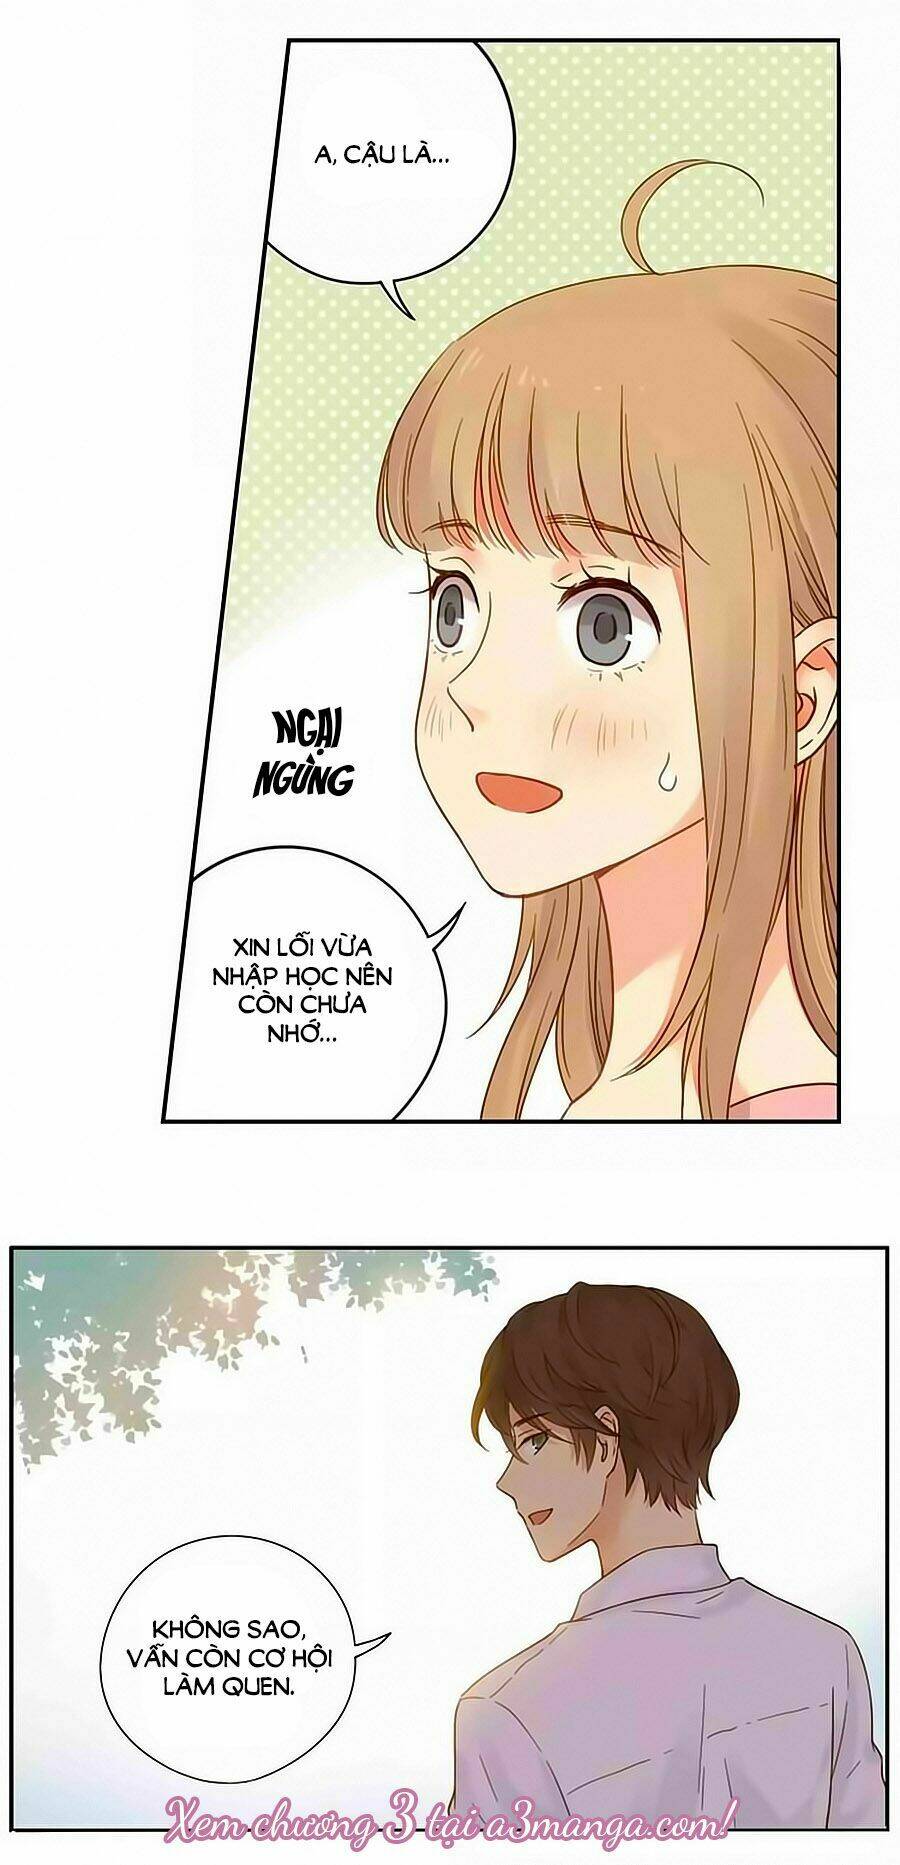 A, CẬU LÀ...
NGẠI
NGÙNG
XIN LỖI VỪA
NHẬP HỌC NÊN
CÒN CHƯA
NHỚ...
KHÔNG SAO,
VẪN CÒN CƠ HỘI
LÀM QUEN.
Xem chương 3 tại a3manga.com!